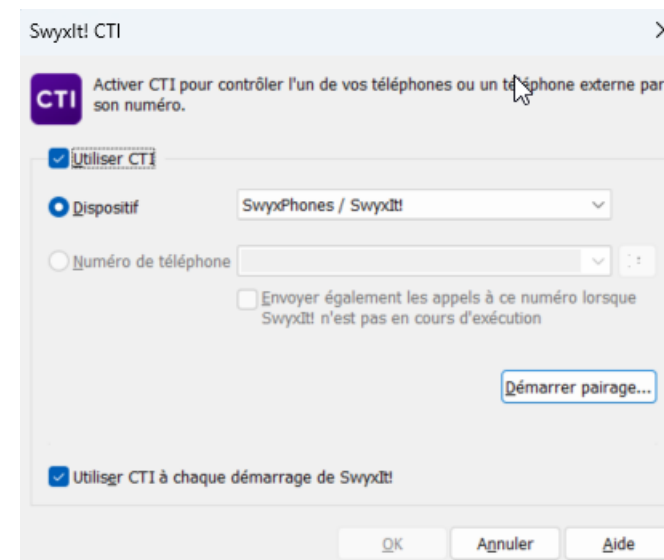 SwyxIt! CTI
CTI
Activer CTI pour contrôler l'un de vos téléphones ou un téléphone externe par
son numéro.
Utiliser CTI
Dispositif
SwyxPhones / SwyxIt!
Numéro de téléphone
Envoyer également les appels à ce numéro lorsque
SwyxIt! n'est pas en cours d'exécution
Démarrer pairage...
Utiliser CTI à chaque démarrage de SwyxIt!
OK
Annuler
Aide